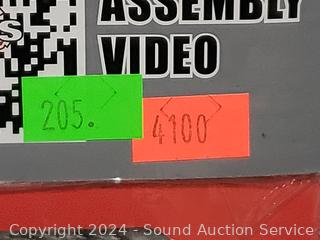 ASSEMBLY
VIDEO
205.
4100
Copyright 2024 - Sound Auction Service